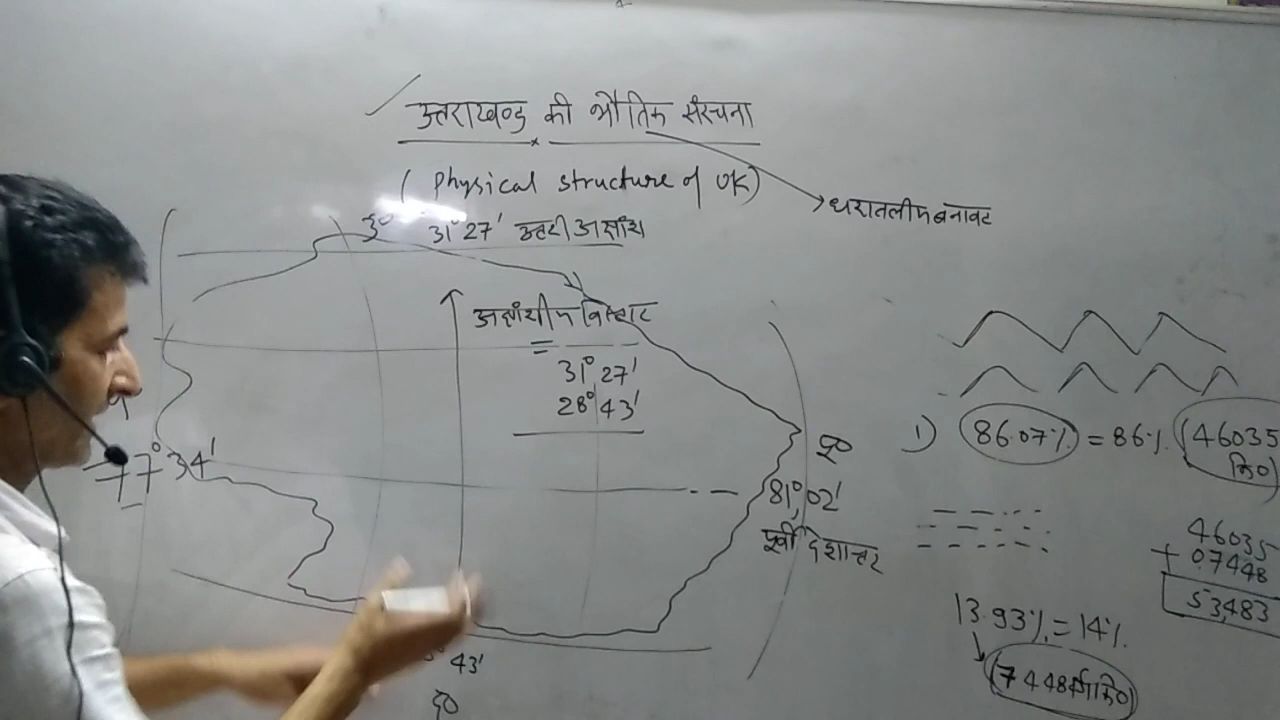 उत्तराखण्ड की भौतिक संरचना
( Physical structure of UK)
धरातलीय बनावट
उ०
31° 27' उत्तरी अक्षांश
अक्षांशीय विस्तार
=
31° 27'
28° 43'
77° 34'
पू०
81° 02'
पूर्वी देशान्तर
43'
द०
1) 86.07% = 86% (46035
कि०)
46035
+ 07448
53,483
13.93% = 14%
(7448 वर्ग कि०)